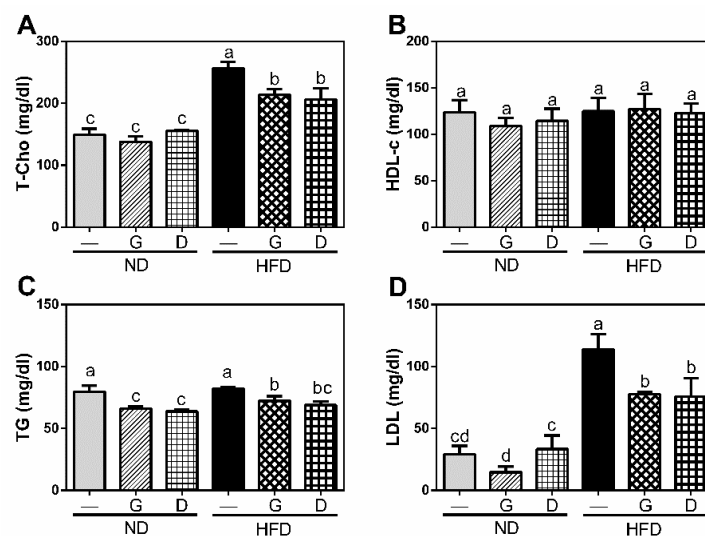 A
T-Cho (mg/dl)
300
200
100
0
c c c a b b
— G D — G D
ND HFD
B
HDL-c (mg/dl)
200
150
100
50
0
a a a a a a
— G D — G D
ND HFD
C
TG (mg/dl)
150
100
50
0
a c c a b bc
— G D — G D
ND HFD
D
LDL (mg/dl)
150
100
50
0
cd d c a b b
— G D — G D
ND HFD